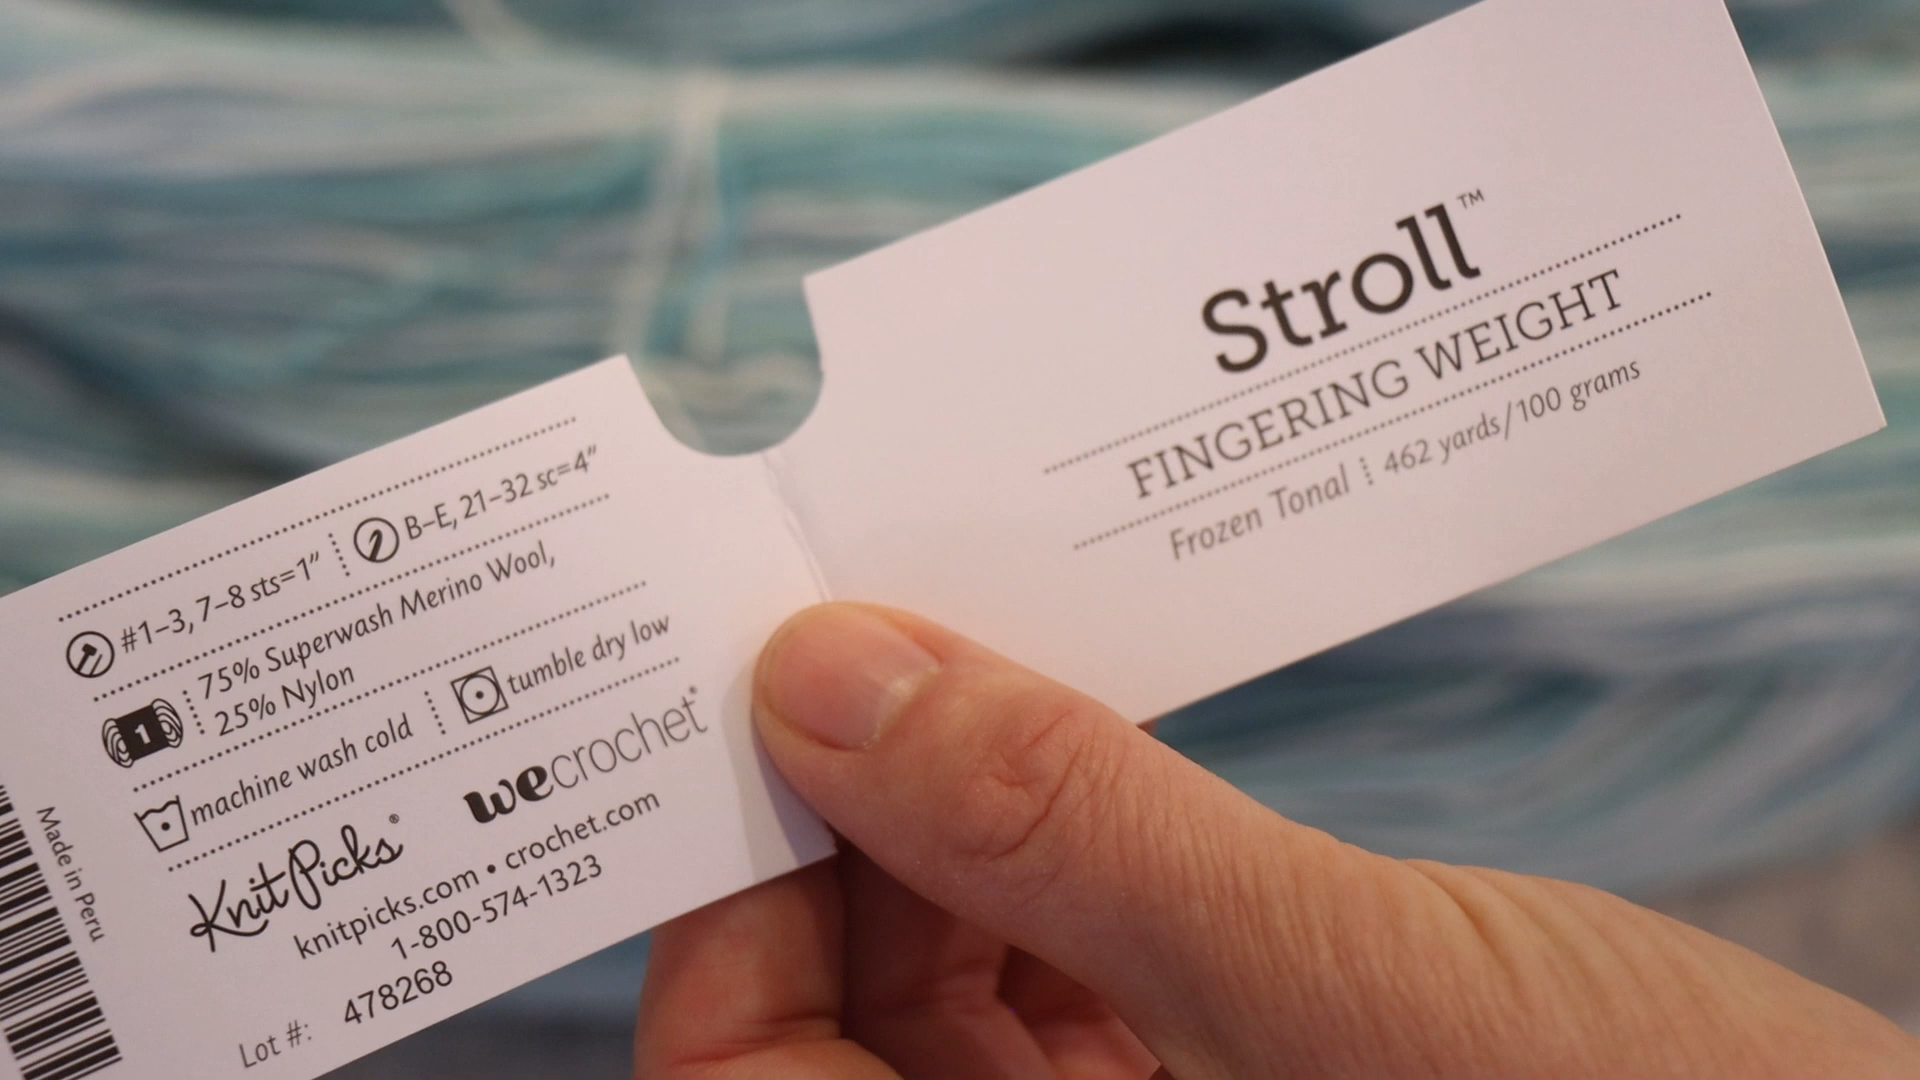 #1–3, 7–8 sts=1" B–E, 21–32 sc=4"
1
75% Superwash Merino Wool,
25% Nylon
machine wash cold tumble dry low
KnitPicks® wecrochet®
knitpicks.com • crochet.com
1-800-574-1323
Lot #: 478268
Made in Peru
Stroll™
FINGERING WEIGHT
Frozen Tonal 462 yards/100 grams